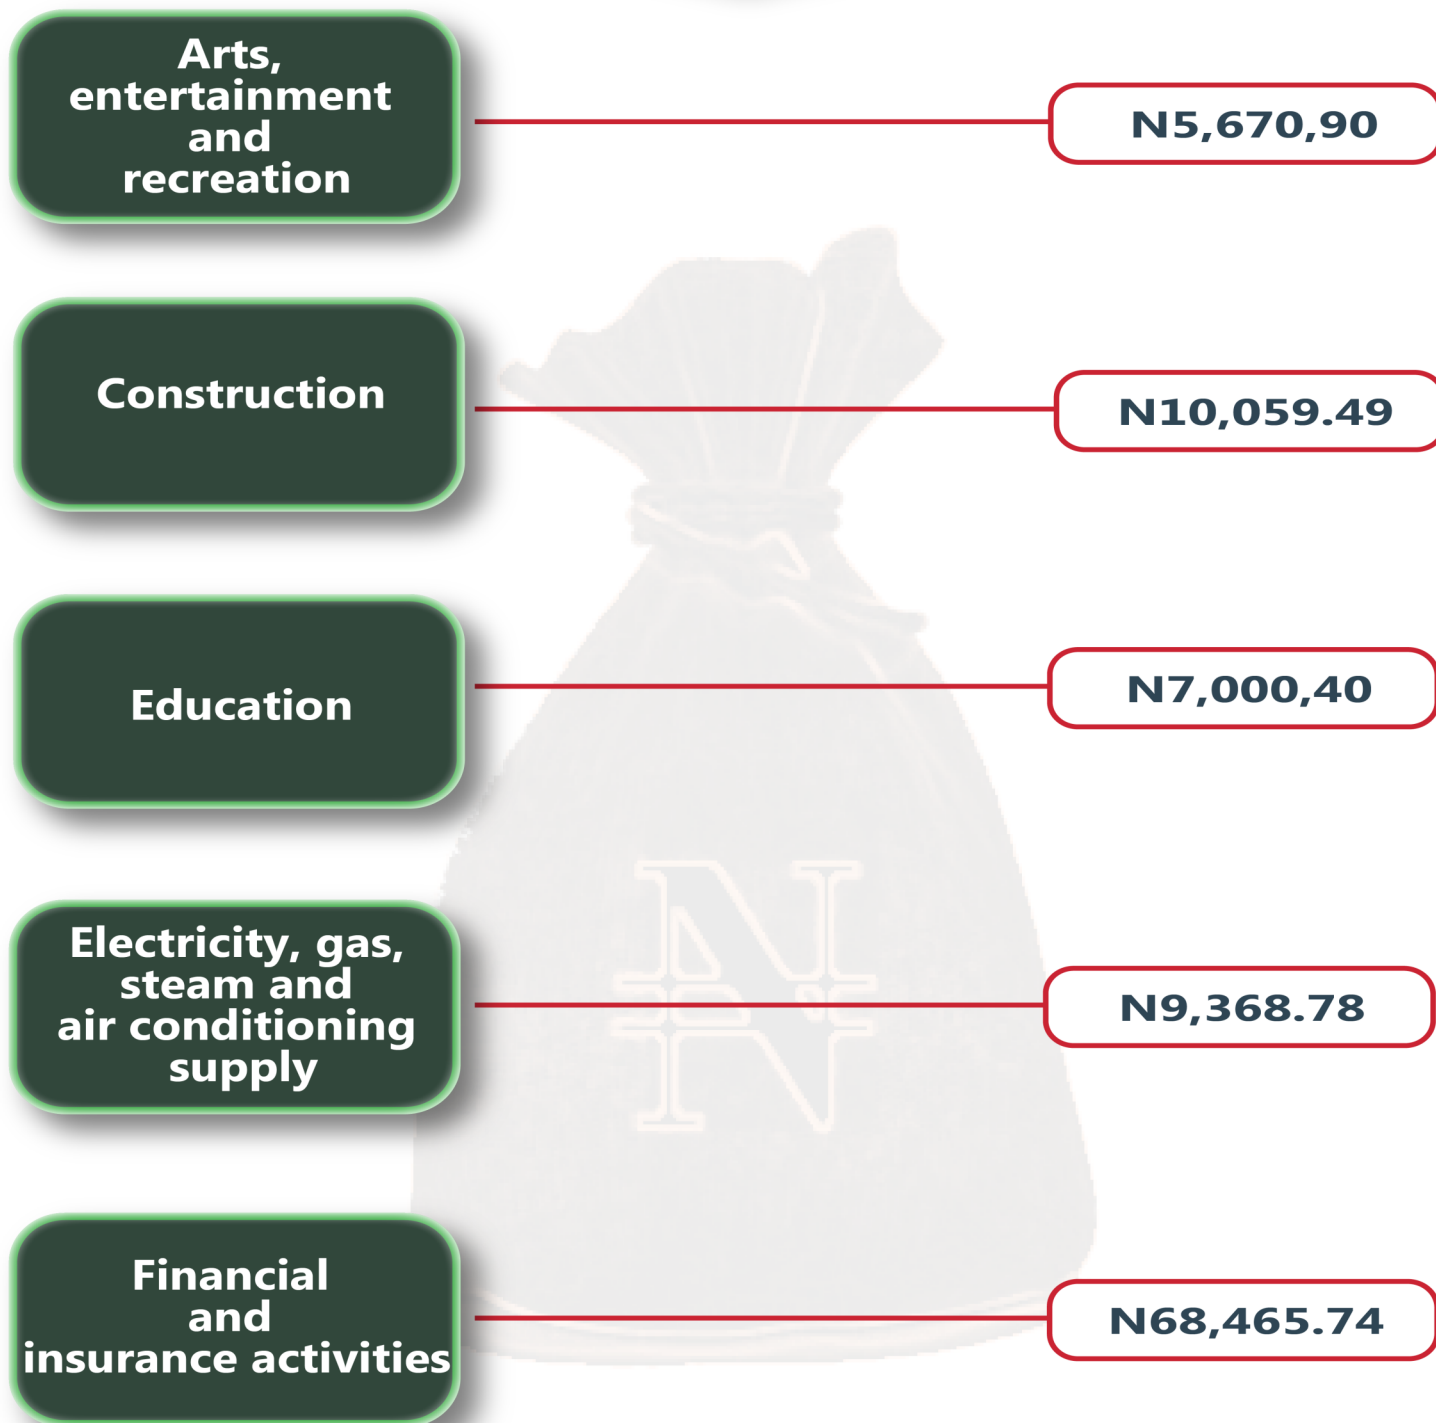 Arts,
entertainment
and
recreation
N5,670,90
Construction
N10,059.49
Education
N7,000,40
Electricity, gas,
steam and
air conditioning
supply
N9,368.78
Financial
and
insurance activities
N68,465.74
N